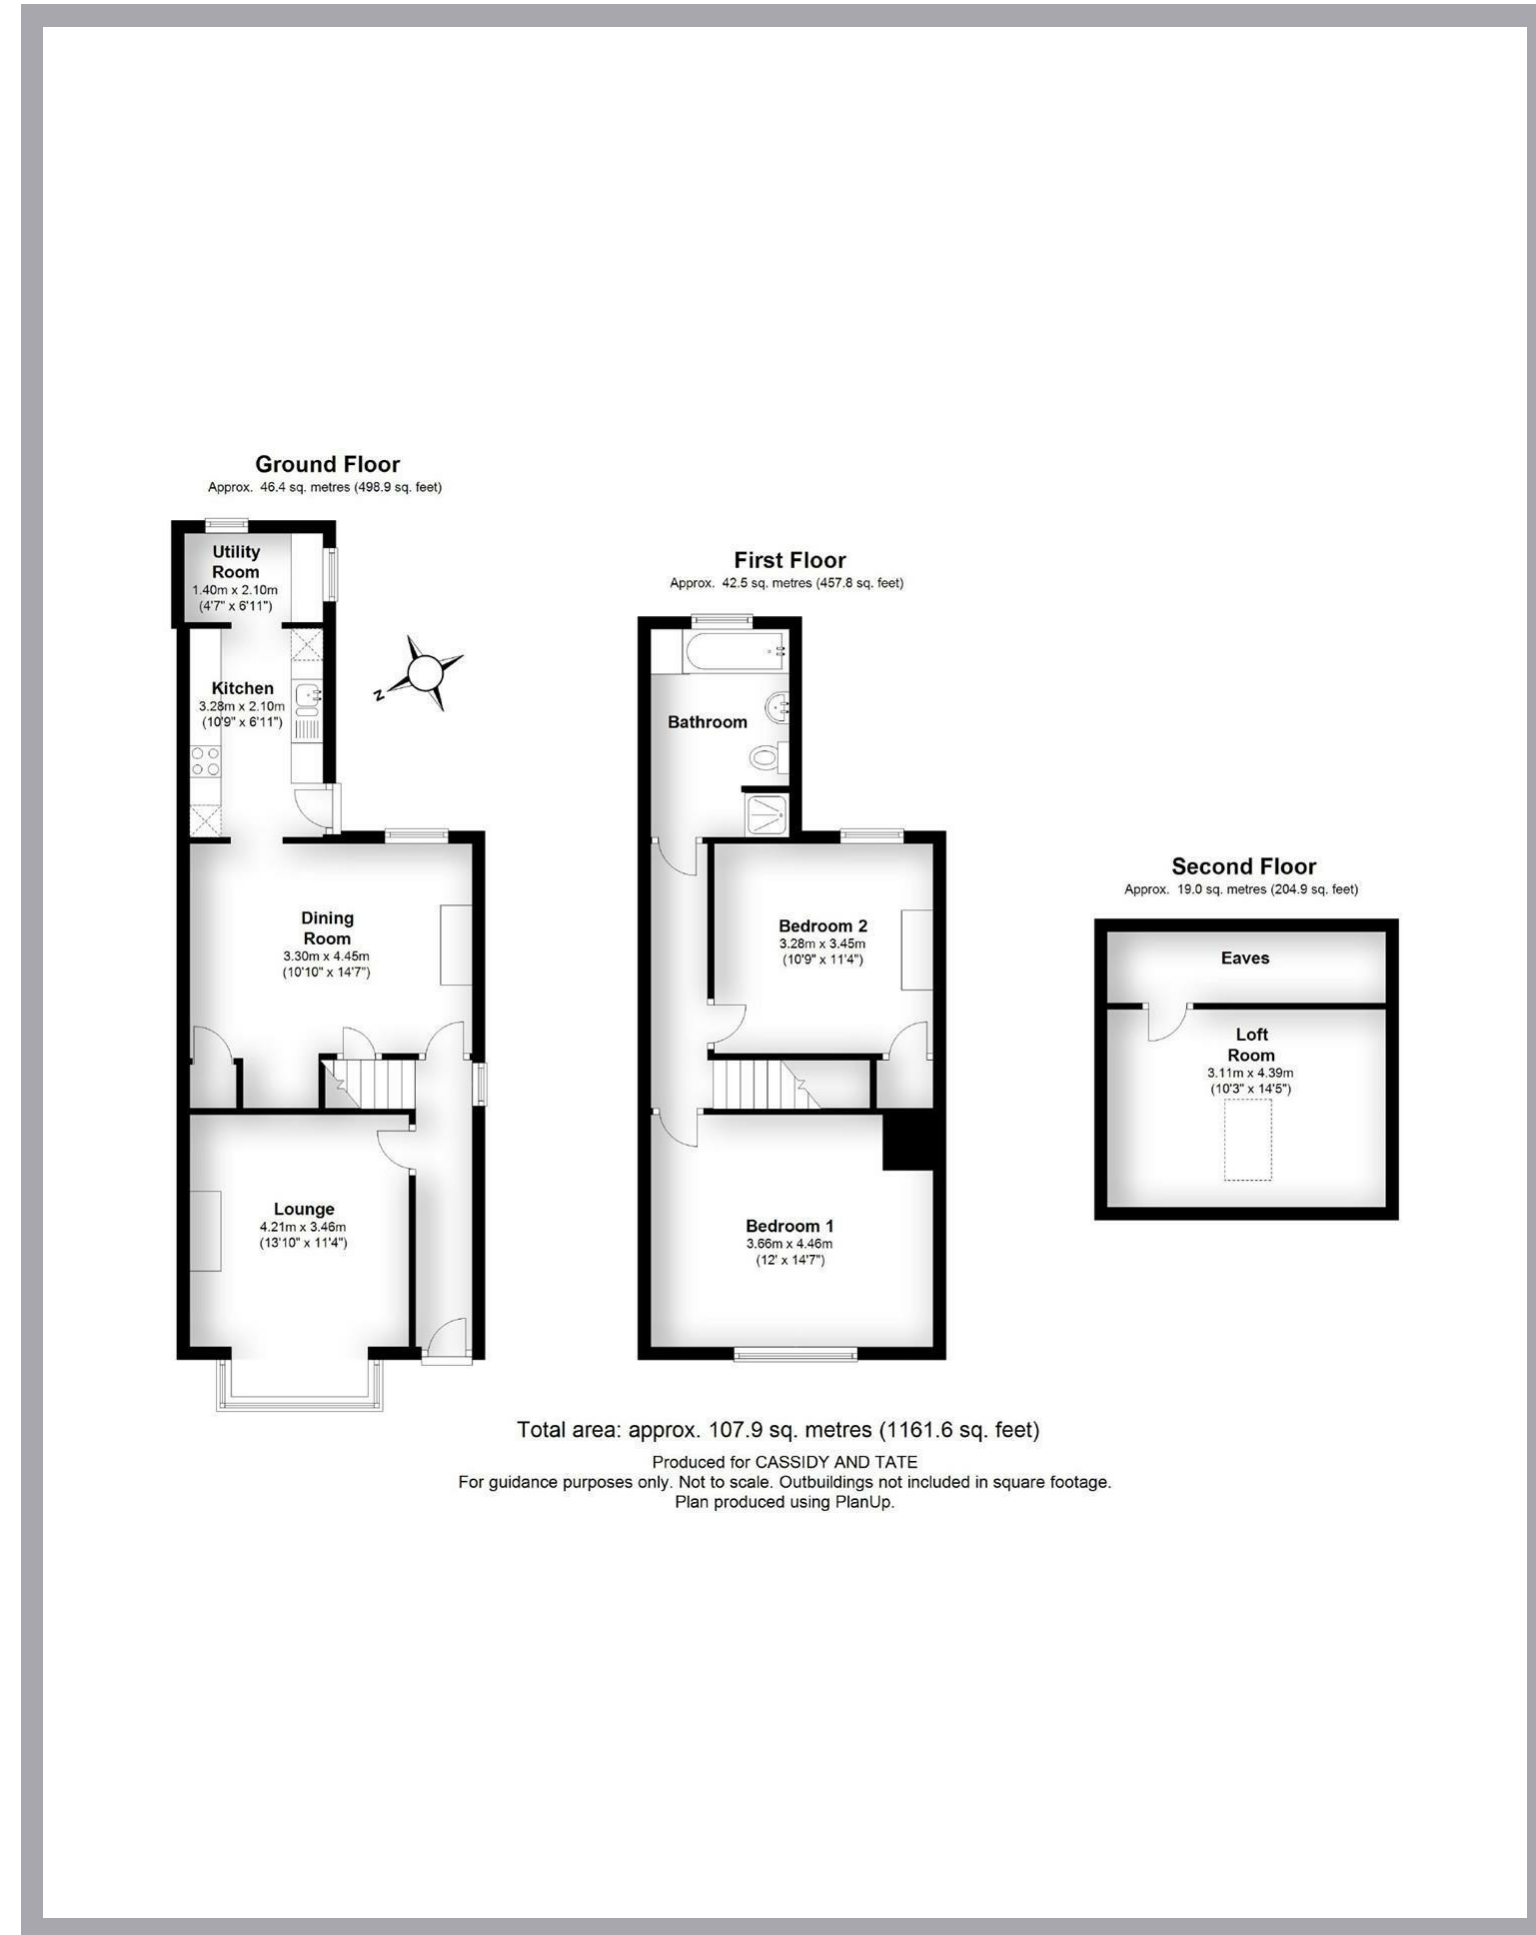 Ground Floor
Approx. 46.4 sq. metres (498.9 sq. feet)
Utility
Room
1.40m x 2.10m
(4'7" x 6'11")
Kitchen
3.28m x 2.10m
(10'9" x 6'11")
N
Dining
Room
3.30m x 4.45m
(10'10" x 14'7")
Lounge
4.21m x 3.46m
(13'10" x 11'4")
First Floor
Approx. 42.5 sq. metres (457.8 sq. feet)
Bathroom
Bedroom 2
3.28m x 3.45m
(10'9" x 11'4")
Bedroom 1
3.66m x 4.46m
(12' x 14'7")
Second Floor
Approx. 19.0 sq. metres (204.9 sq. feet)
Eaves
Loft
Room
3.11m x 4.39m
(10'3" x 14'5")
Total area: approx. 107.9 sq. metres (1161.6 sq. feet)
Produced for CASSIDY AND TATE
For guidance purposes only. Not to scale. Outbuildings not included in square footage.
Plan produced using PlanUp.